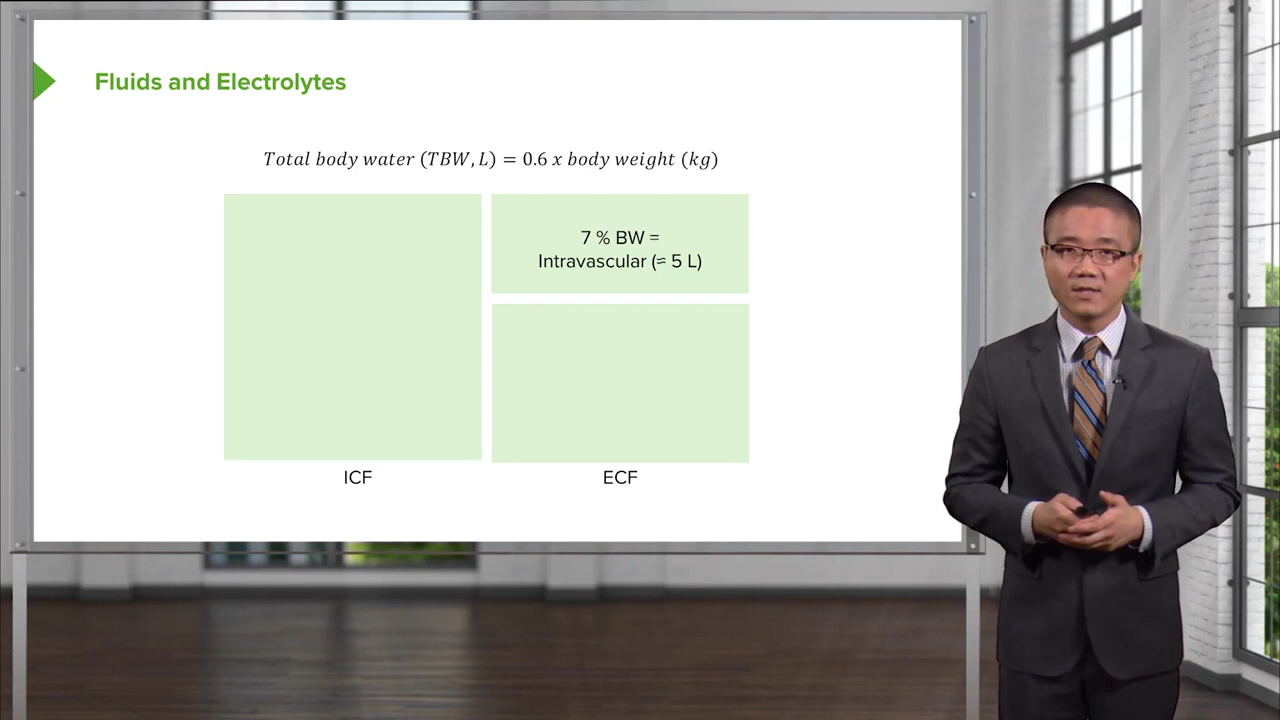 Fluids and Electrolytes
Total body water (TBW, L) = 0.6 x body weight (kg)
7 % BW =
Intravascular (≈ 5 L)
ICF
ECF